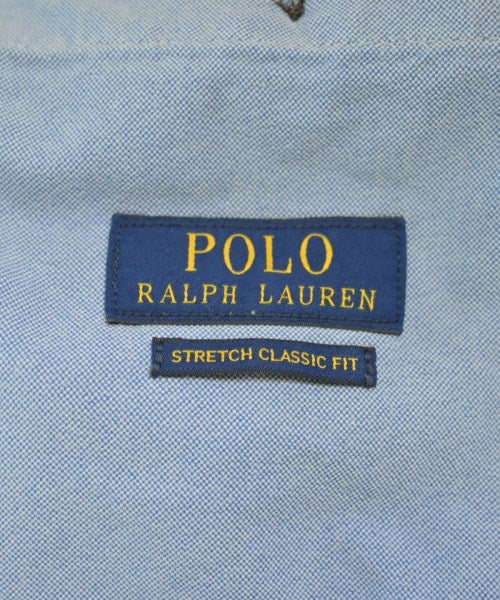 POLO
RALPH LAUREN
STRETCH CLASSIC FIT